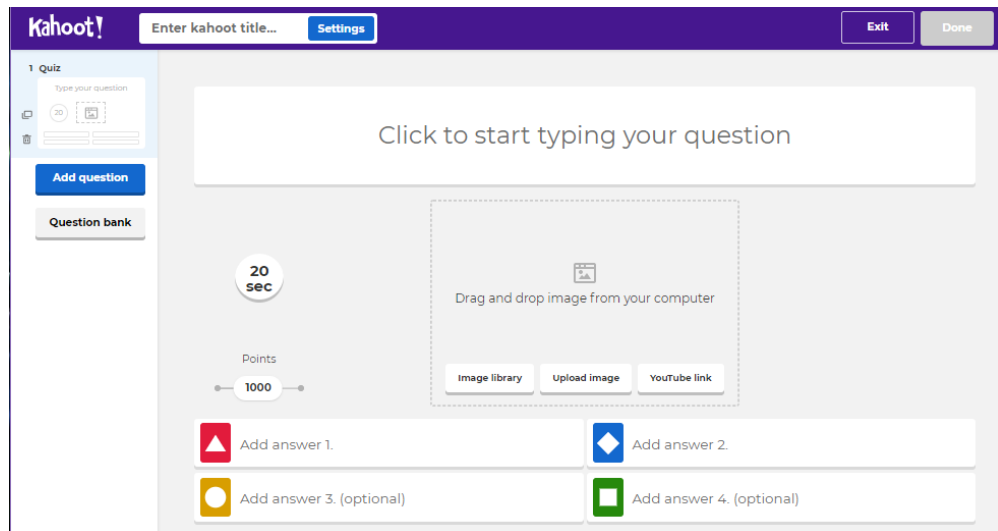 Kahoot!
Enter kahoot title...
Settings
Exit
Done
1 Quiz
Type your question
20
Add question
Question bank
Click to start typing your question
20
sec
Drag and drop image from your computer
Points
1000
Image library
Upload image
YouTube link
Add answer 1.
Add answer 2.
Add answer 3. (optional)
Add answer 4. (optional)